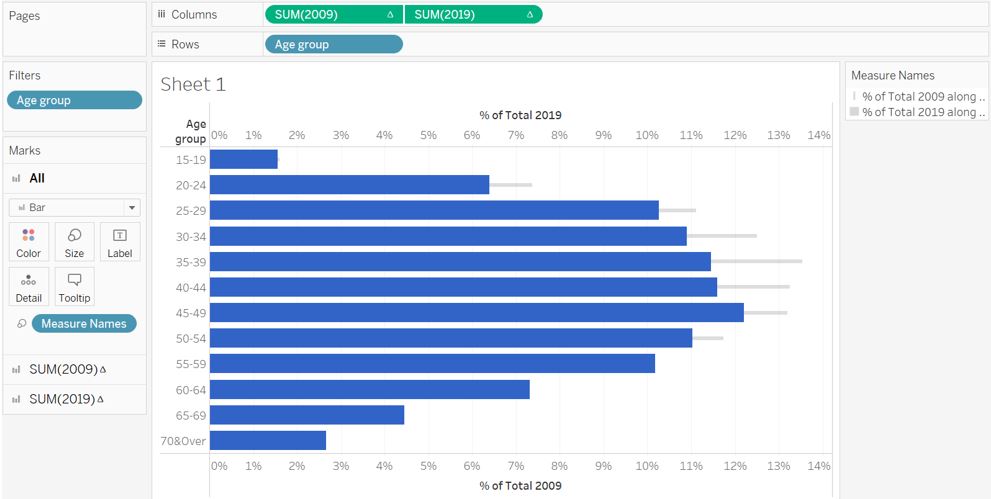 Pages
Columns SUM(2009) Δ SUM(2019) Δ
Rows Age group
Filters
Age group
Marks
All
Bar
Color Size Label
Detail Tooltip
Measure Names
SUM(2009) Δ
SUM(2019) Δ
Sheet 1
% of Total 2019
Age group
0% 1% 2% 3% 4% 5% 6% 7% 8% 9% 10% 11% 12% 13% 14%
15-19
20-24
25-29
30-34
35-39
40-44
45-49
50-54
55-59
60-64
65-69
70&Over
0% 1% 2% 3% 4% 5% 6% 7% 8% 9% 10% 11% 12% 13% 14%
% of Total 2009
Measure Names
% of Total 2009 along ..
% of Total 2019 along ..